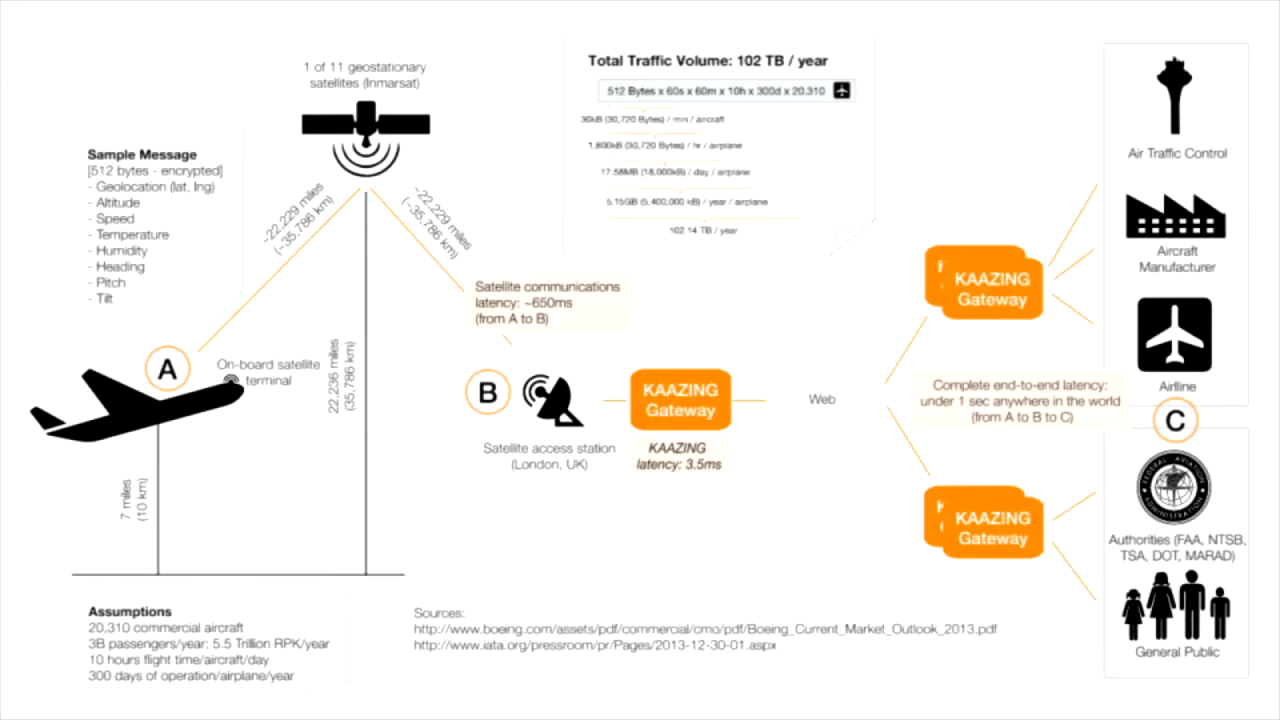 1 of 11 geostationary
satellites (Inmarsat)
Total Traffic Volume: 102 TB / year
512 Bytes x 60s x 60m x 10h x 300d x 20.310
30kB (30,720 Bytes) / min / aircraft
1,800kB (30,720 Bytes) / hr / airplane
17.58MB (18,000kB) / day / airplane
5.15GB (5,400,000 kB) / year / airplane
102.14 TB / year
Sample Message
[512 bytes - encrypted]
- Geolocation (lat, lng)
- Altitude
- Speed
- Temperature
- Humidity
- Heading
- Pitch
- Tilt
~22,229 miles
(~35,786 km)
~22,229 miles
(~35,786 km)
22,236 miles
(35,786 km)
Satellite communications
latency: ~650ms
(from A to B)
A
On-board satellite
terminal
7 miles
(10 km)
B
Satellite access station
(London, UK)
KAAZING
Gateway
KAAZING
latency: 3.5ms
Web
KAAZING
Gateway
Complete end-to-end latency:
under 1 sec anywhere in the world
(from A to B to C)
KAAZING
Gateway
Air Traffic Control
Aircraft
Manufacturer
Airline
C
FEDERAL AVIATION
ADMINISTRATION
Authorities (FAA, NTSB,
TSA, DOT, MARAD)
General Public
Assumptions
20,310 commercial aircraft
3B passengers/year; 5.5 Trillion RPK/year
10 hours flight time/aircraft/day
300 days of operation/airplane/year
Sources:
http://www.boeing.com/assets/pdf/commercial/cmo/pdf/Boeing_Current_Market_Outlook_2013.pdf
http://www.iata.org/pressroom/pr/Pages/2013-12-30-01.aspx